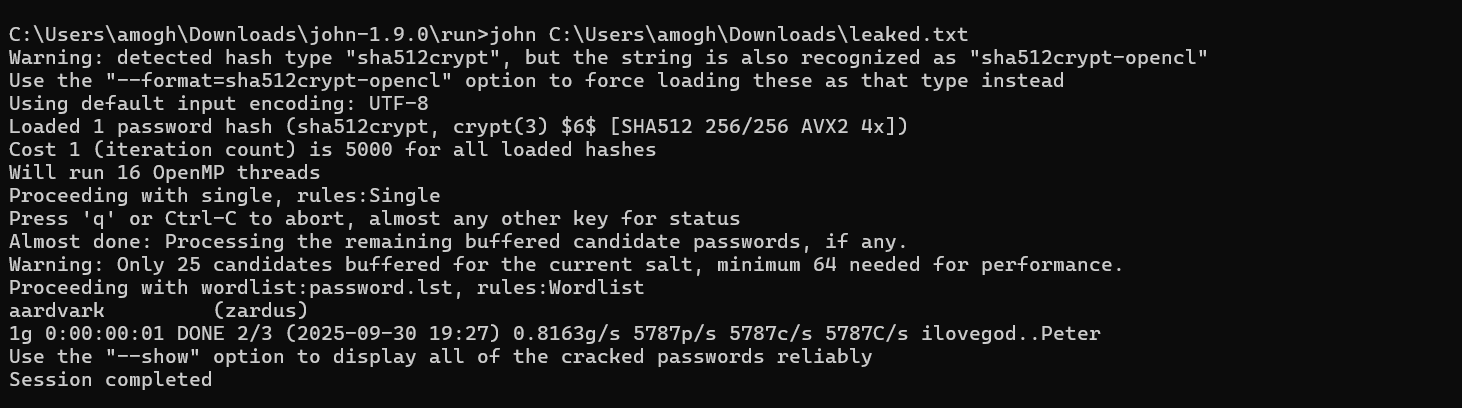 C:\Users\amogh\Downloads\john-1.9.0\run>john C:\Users\amogh\Downloads\leaked.txt
Warning: detected hash type "sha512crypt", but the string is also recognized as "sha512crypt-opencl"
Use the "--format=sha512crypt-opencl" option to force loading these as that type instead
Using default input encoding: UTF-8
Loaded 1 password hash (sha512crypt, crypt(3) $6$ [SHA512 256/256 AVX2 4x])
Cost 1 (iteration count) is 5000 for all loaded hashes
Will run 16 OpenMP threads
Proceeding with single, rules:Single
Press 'q' or Ctrl-C to abort, almost any other key for status
Almost done: Processing the remaining buffered candidate passwords, if any.
Warning: Only 25 candidates buffered for the current salt, minimum 64 needed for performance.
Proceeding with wordlist:password.lst, rules:Wordlist
aardvark         (zardus)
1g 0:00:00:01 DONE 2/3 (2025-09-30 19:27) 0.8163g/s 5787p/s 5787c/s 5787C/s ilovegod..Peter
Use the "--show" option to display all of the cracked passwords reliably
Session completed